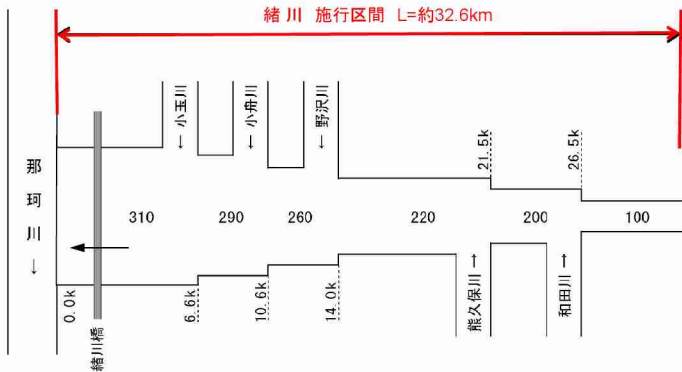 緒川 施行区間 L=約32.6km
← 小玉川
← 小舟川
← 野沢川
21.5k
26.5k
那珂川 →
310
290
260
220
200
100
0.0k
6.6k
10.6k
14.0k
熊久保川 →
和田川 →
緒川橋